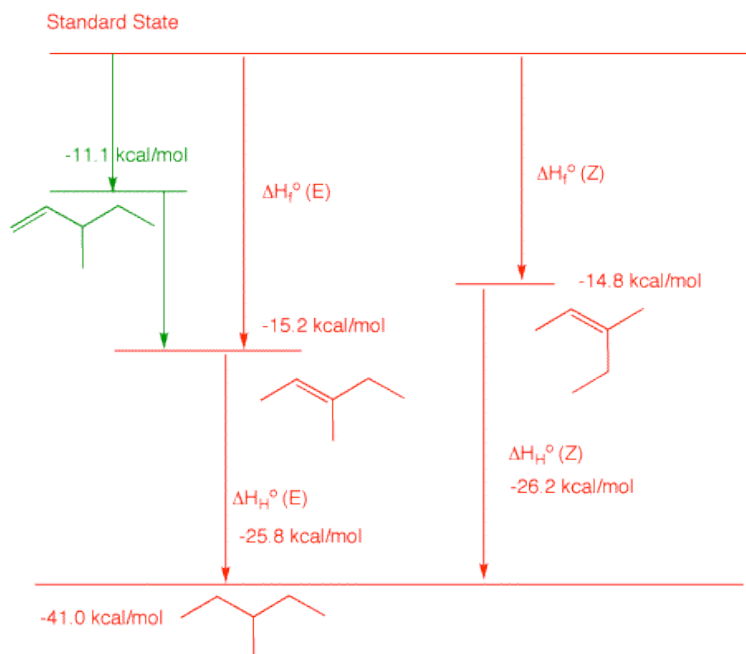 Standard State
-11.1 kcal/mol
ΔHf° (E)
ΔHf° (Z)
-14.8 kcal/mol
-15.2 kcal/mol
ΔHH° (Z)
-26.2 kcal/mol
ΔHH° (E)
-25.8 kcal/mol
-41.0 kcal/mol